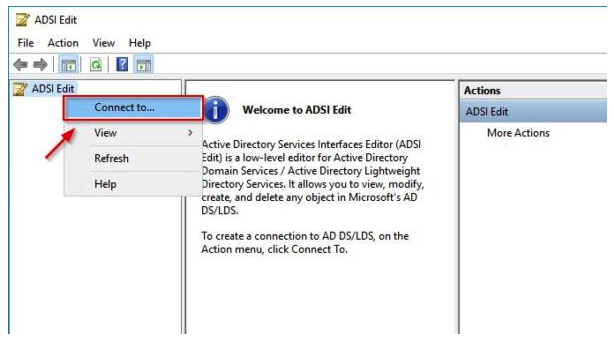 ADSI Edit
File Action View Help
ADSI Edit
Connect to...
View
Refresh
Help
Welcome to ADSI Edit
Active Directory Services Interfaces Editor (ADSI
Edit) is a low-level editor for Active Directory
Domain Services / Active Directory Lightweight
Directory Services. It allows you to view, modify,
create, and delete any object in Microsoft's AD
DS/LDS.
To create a connection to AD DS/LDS, on the
Action menu, click Connect To.
Actions
ADSI Edit
More Actions